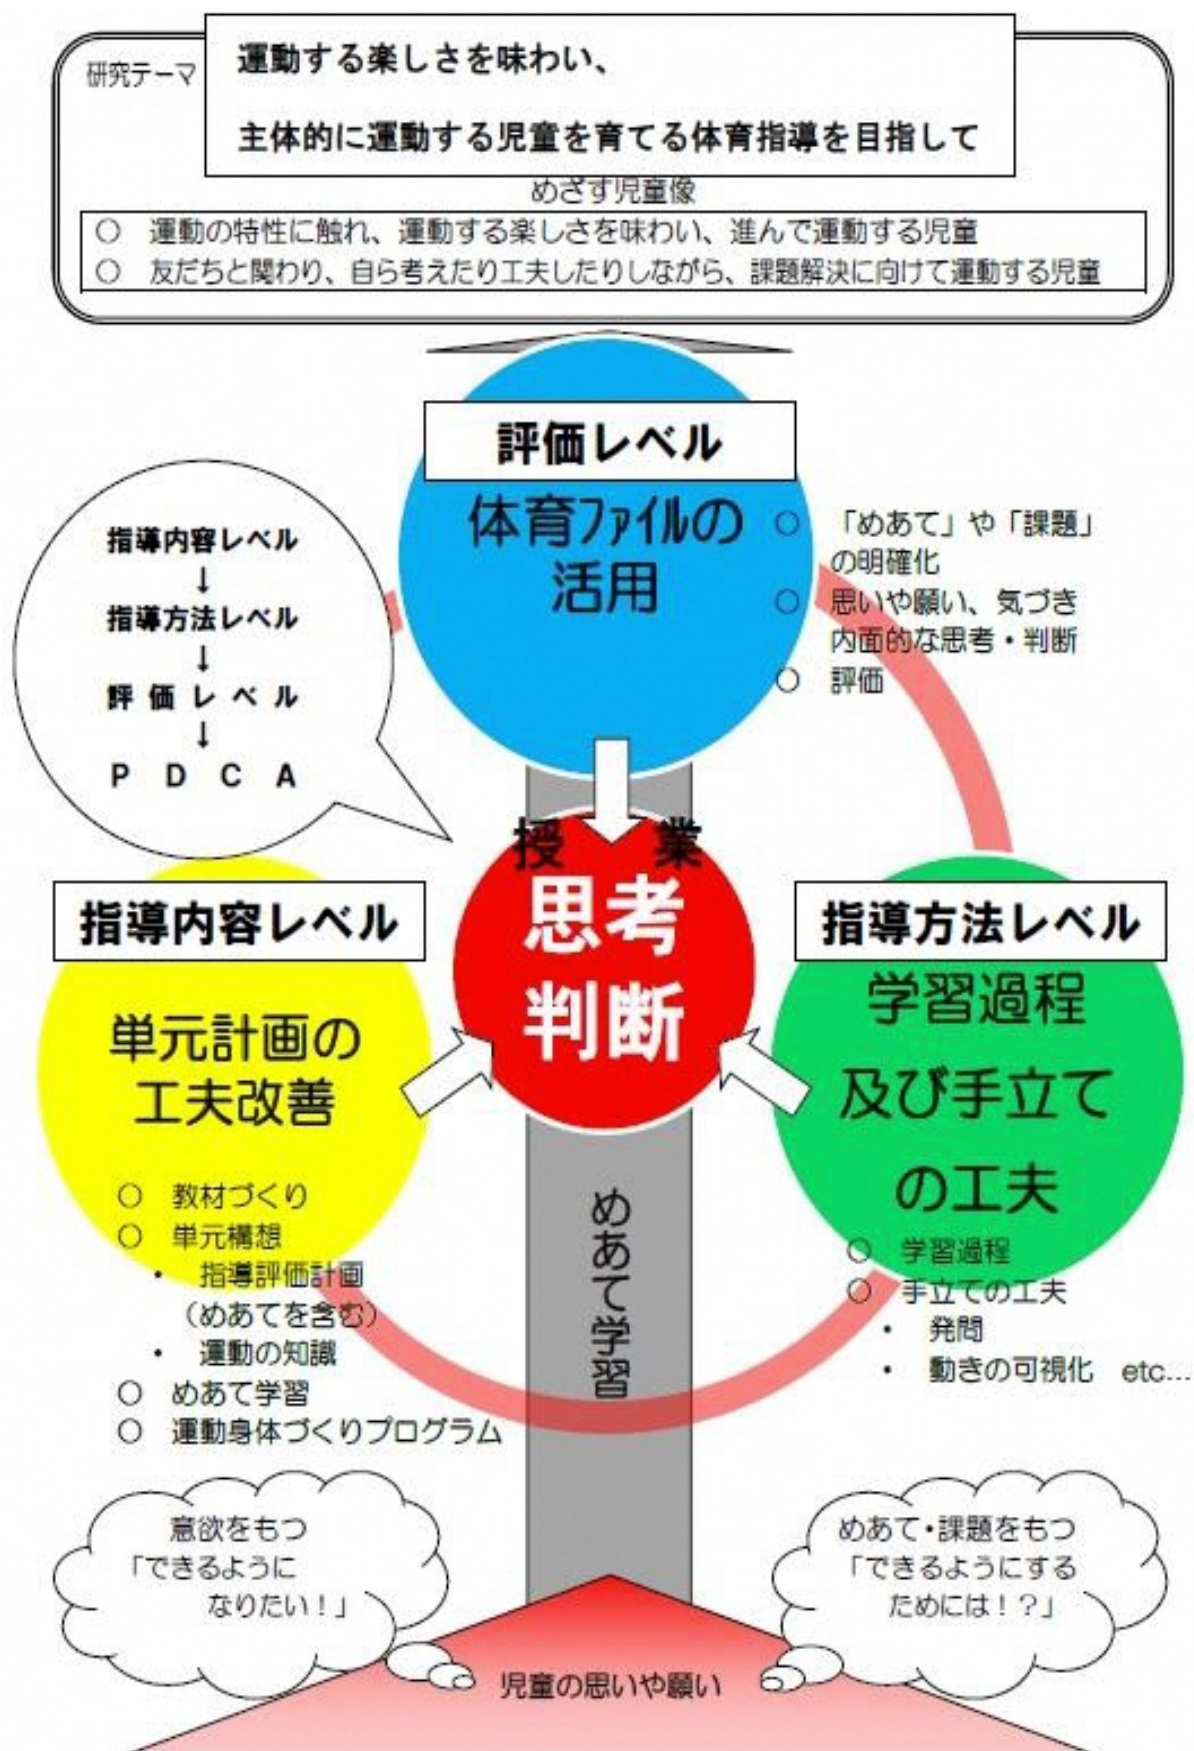 研究テーマ
運動する楽しさを味わい、
主体的に運動する児童を育てる体育指導を目指して
めざす児童像
○ 運動の特性に触れ、運動する楽しさを味わい、進んで運動する児童
○ 友だちと関わり、自ら考えたり工夫したりしながら、課題解決に向けて運動する児童
評価レベル
体育ファイルの
活用
○ 「めあて」や「課題」
の明確化
○ 思いや願い、気づき
内面的な思考・判断
○ 評価
指導内容レベル
↓
指導方法レベル
↓
評価レベル
↓
P D C A
授 業
思考
判断
指導内容レベル
単元計画の
工夫改善
○ 教材づくり
○ 単元構想
・ 指導評価計画
(めあてを含む)
・ 運動の知識
○ めあて学習
○ 運動身体づくりプログラム
指導方法レベル
学習過程
及び手立て
の工夫
○ 学習過程
○ 手立ての工夫
・ 発問
・ 動きの可視化 etc…
めあて学習
意欲をもつ
「できるように
なりたい!」
めあて・課題をもつ
「できるようにする
ためには!?」
児童の思いや願い